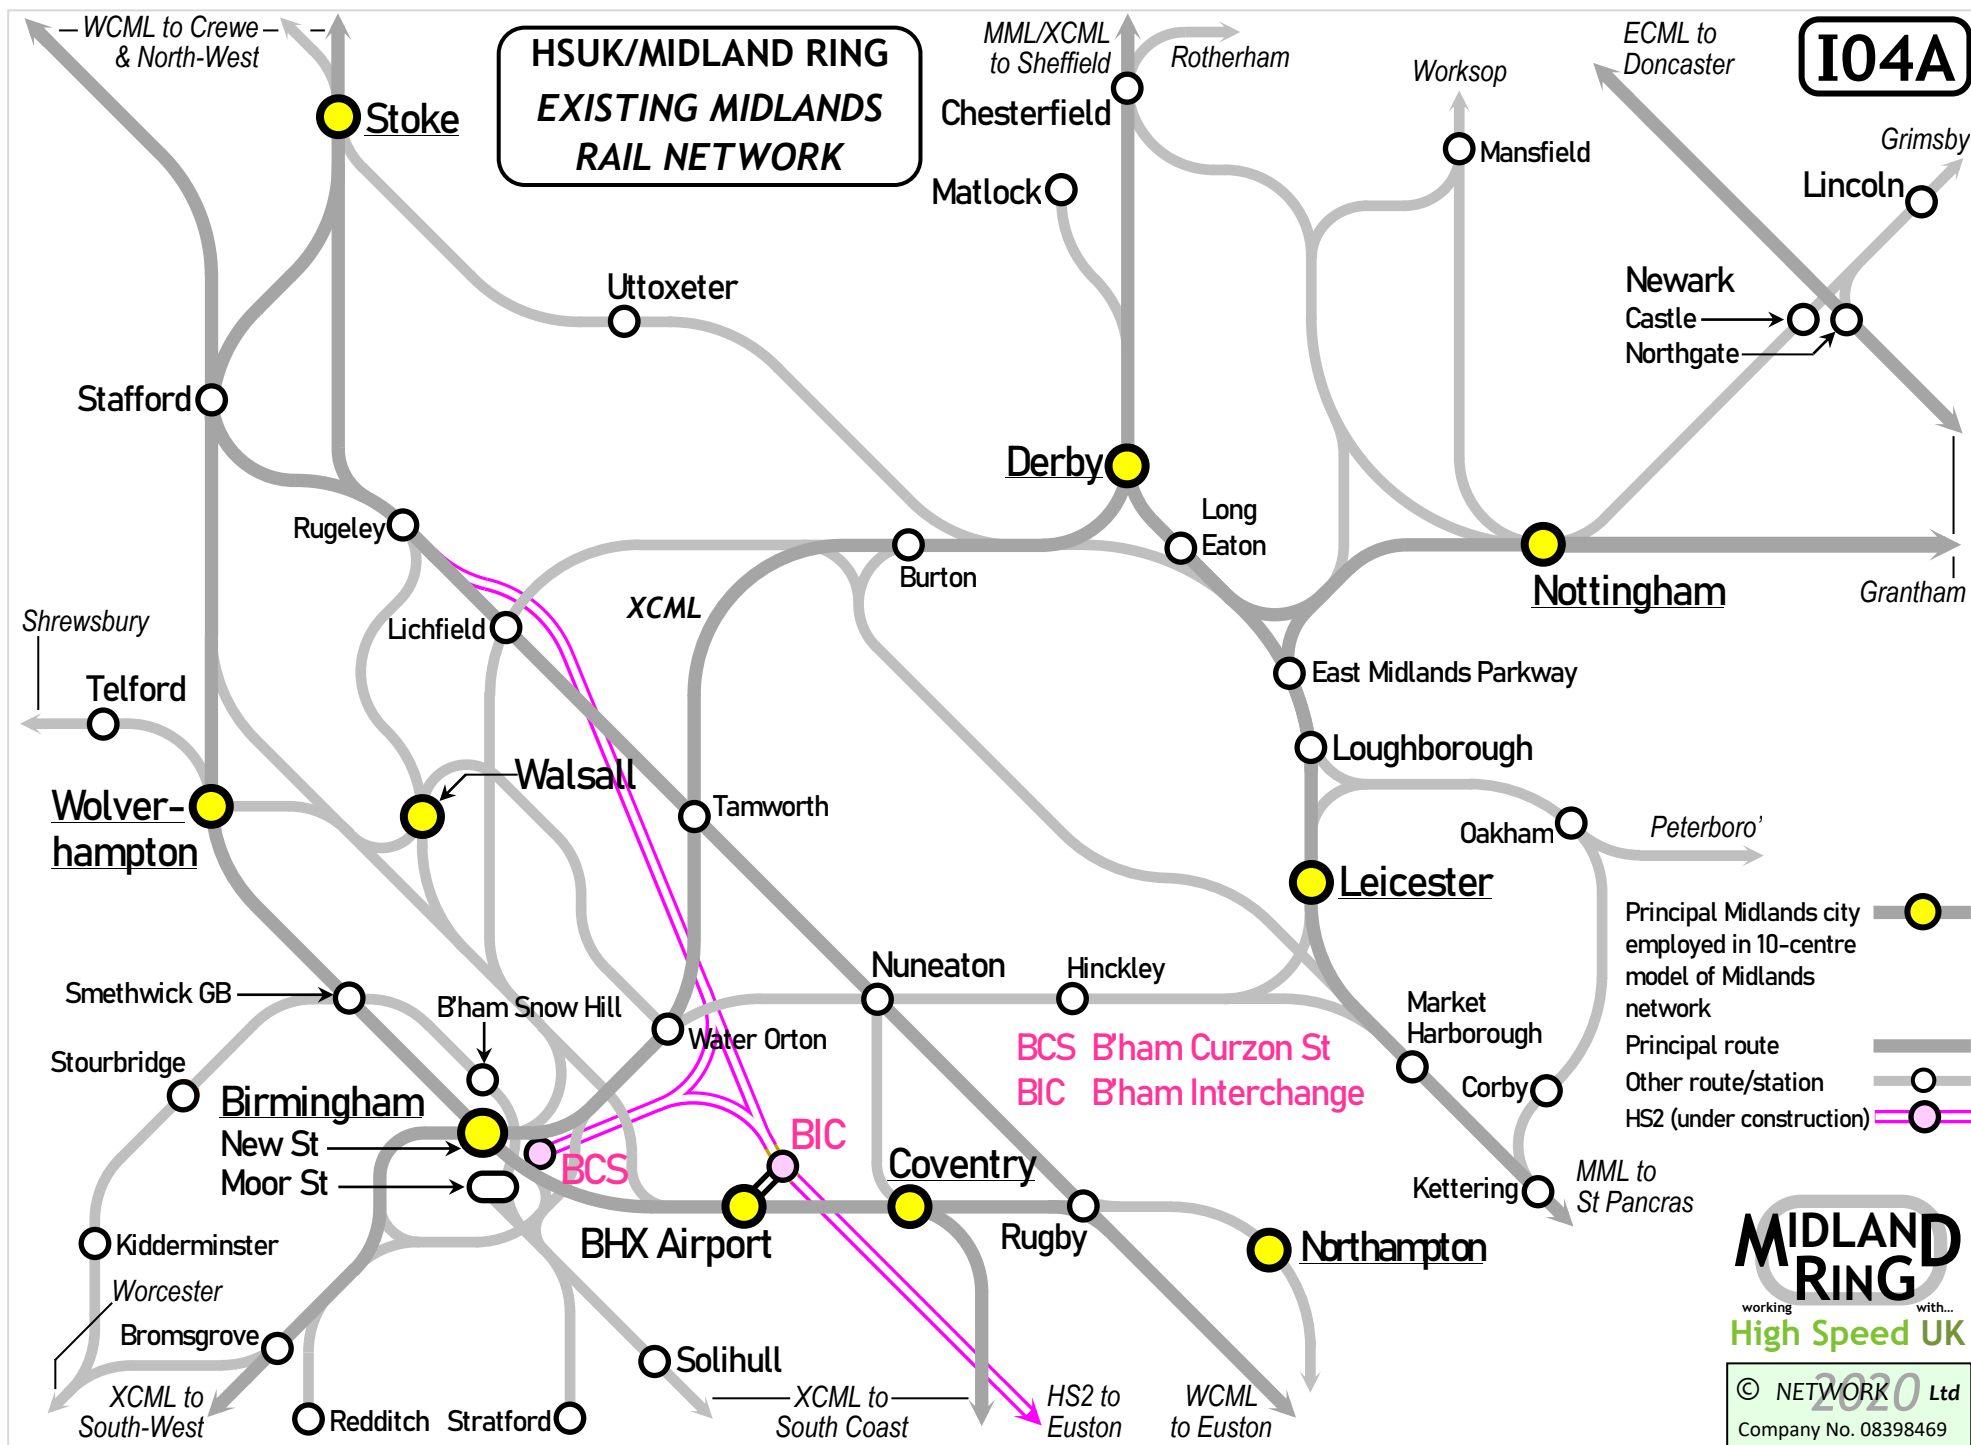 WCML to Crewe
& North-West
HSUK/MIDLAND RING
EXISTING MIDLANDS
RAIL NETWORK
MML/XCML
to Sheffield
Rotherham
Worksop
ECML to
Doncaster
I04A
Stoke
Chesterfield
Mansfield
Grimsby
Matlock
Lincoln
Uttoxeter
Newark
Castle
Northgate
Stafford
Derby
Long
Eaton
Rugeley
Burton
Nottingham
Grantham
XCML
Shrewsbury
Lichfield
East Midlands Parkway
Telford
Loughborough
Walsall
Wolver-
hampton
Tamworth
Oakham
Peterboro'
Leicester
Principal Midlands city
employed in 10-centre
model of Midlands
network
Principal route
Other route/station
HS2 (under construction)
Smethwick GB
B'ham Snow Hill
Nuneaton
Hinckley
Market
Harborough
Water Orton
BCS B'ham Curzon St
BIC B'ham Interchange
Stourbridge
Corby
Birmingham
New St
Moor St
BCS
BIC
Coventry
Kettering
MML to
St Pancras
Kidderminster
BHX Airport
Rugby
Northampton
Worcester
Bromsgrove
Solihull
XCML to
South-West
Redditch
Stratford
XCML to
South Coast
HS2 to
Euston
WCML
to Euston
MIDLAND
RING
working with...
High Speed UK
© NETWORK 2020 Ltd
Company No. 08398469